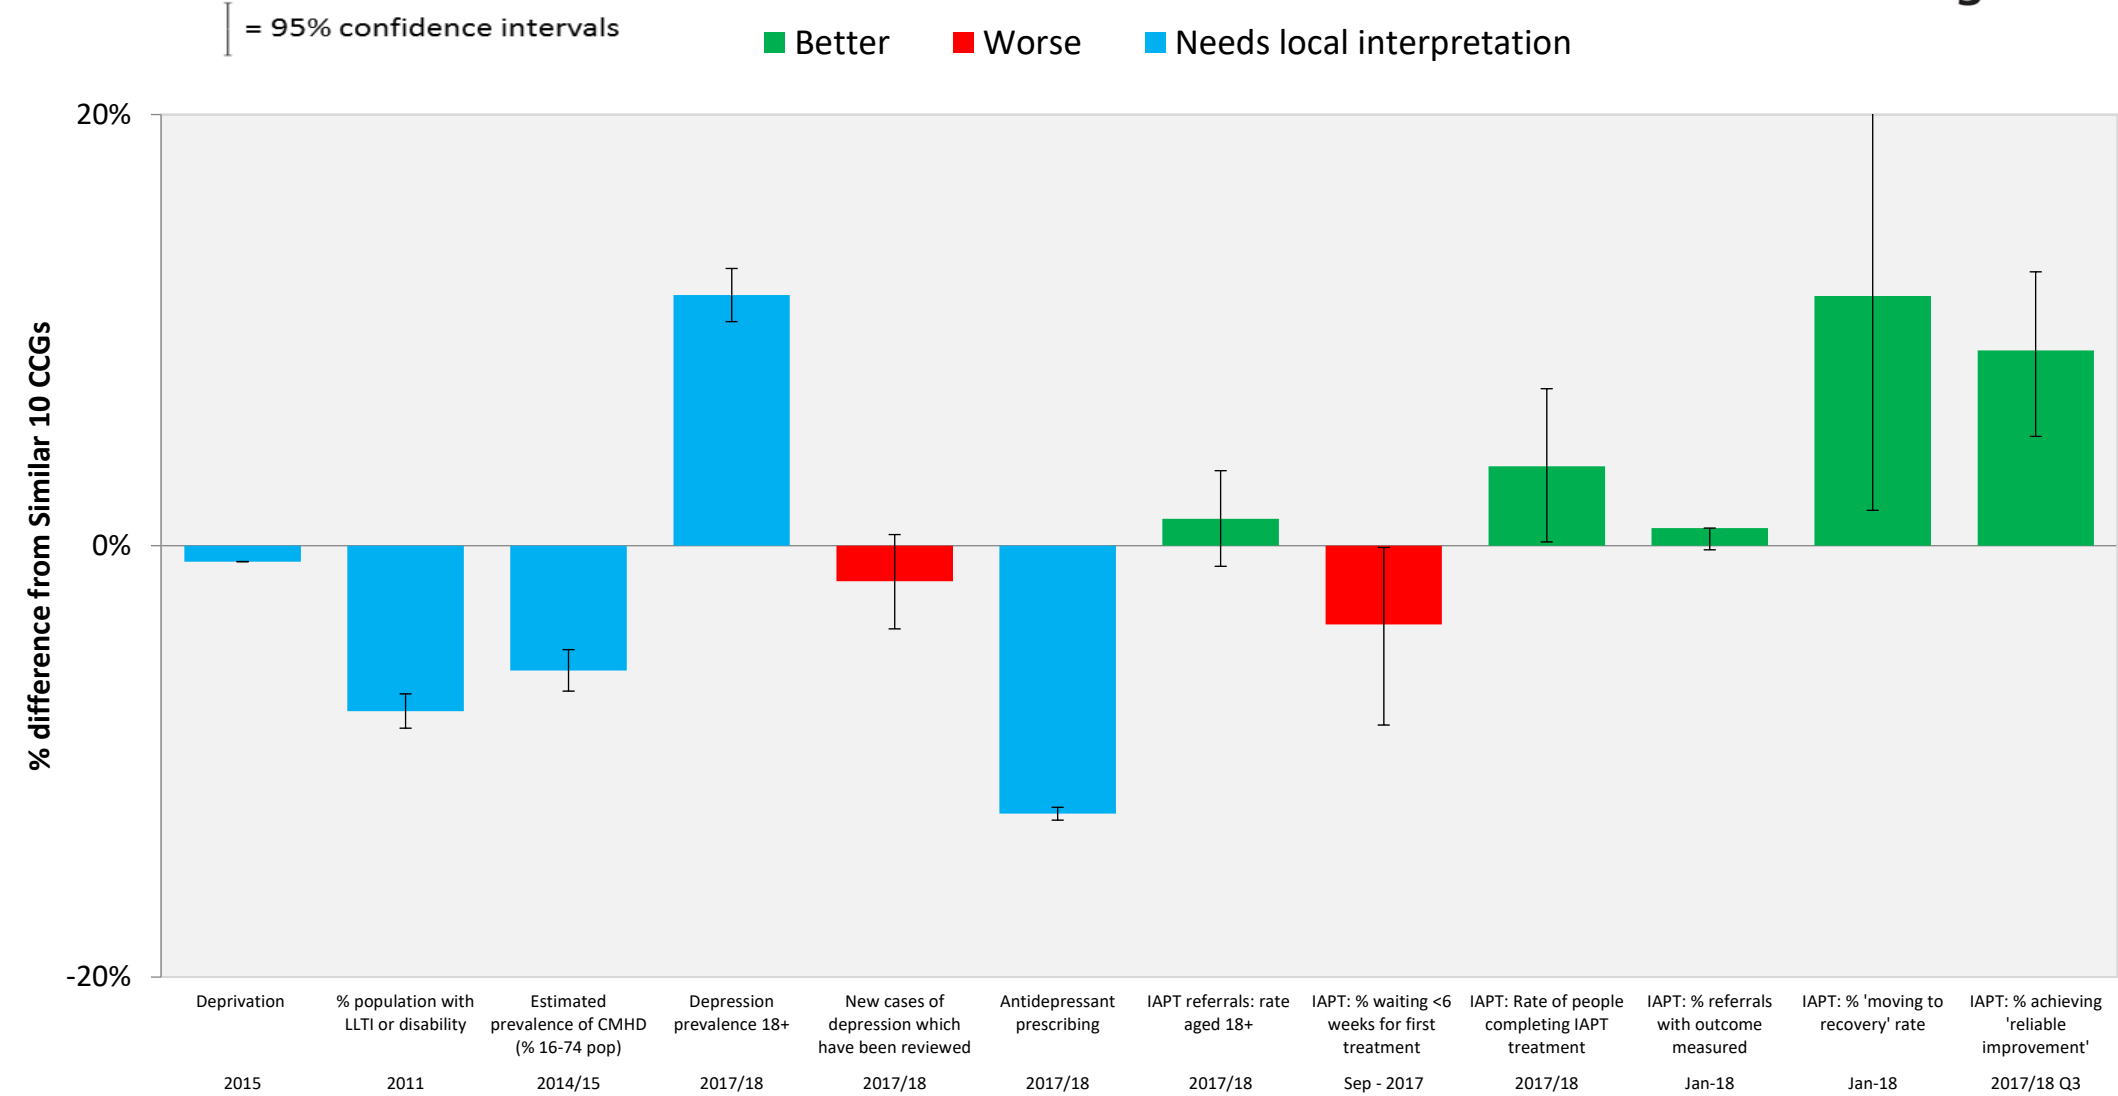 = 95% confidence intervals
Better Worse Needs local interpretation
20%
0%
-20%
% difference from Similar 10 CCGs
Deprivation
2015
% population with
LLTI or disability
2011
Estimated
prevalence of CMHD
(% 16-74 pop)
2014/15
Depression
prevalence 18+
2017/18
New cases of
depression which
have been reviewed
2017/18
Antidepressant
prescribing
2017/18
IAPT referrals: rate
aged 18+
2017/18
IAPT: % waiting <6
weeks for first
treatment
Sep - 2017
IAPT: Rate of people
completing IAPT
treatment
2017/18
IAPT: % referrals
with outcome
measured
Jan-18
IAPT: % 'moving to
recovery' rate
Jan-18
IAPT: % achieving
'reliable
improvement'
2017/18 Q3